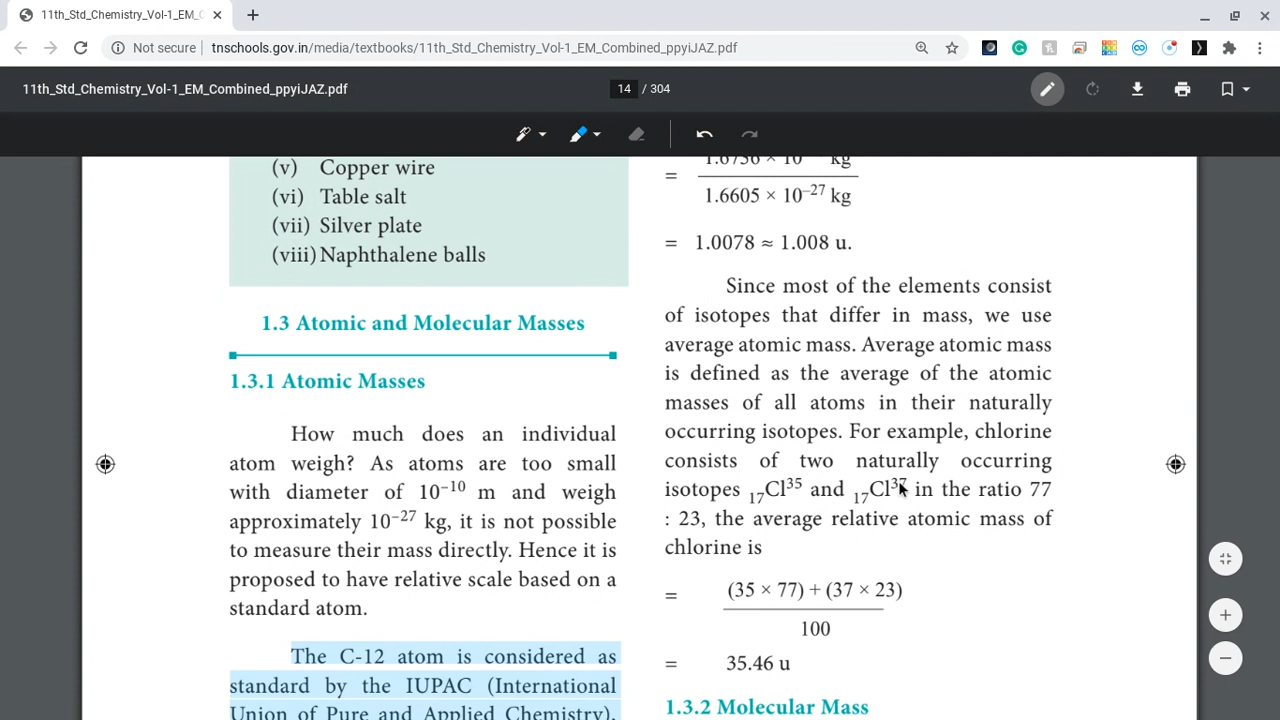 11th_Std_Chemistry_Vol-1_EM_C
Not secure
tnschools.gov.in/media/textbooks/11th_Std_Chemistry_Vol-1_EM_Combined_ppyiJAZ.pdf
11th_Std_Chemistry_Vol-1_EM_Combined_ppyiJAZ.pdf
14 / 304
(v) Copper wire
(vi) Table salt
(vii) Silver plate
(viii) Naphthalene balls
1.3 Atomic and Molecular Masses
1.3.1 Atomic Masses
How much does an individual
atom weigh? As atoms are too small
with diameter of 10⁻¹⁰ m and weigh
approximately 10⁻²⁷ kg, it is not possible
to measure their mass directly. Hence it is
proposed to have relative scale based on a
standard atom.
The C-12 atom is considered as
standard by the IUPAC (International
Union of Pure and Applied Chemistry),
kg
=
1.6605 × 10⁻²⁷ kg
= 1.0078 ≈ 1.008 u.
Since most of the elements consist
of isotopes that differ in mass, we use
average atomic mass. Average atomic mass
is defined as the average of the atomic
masses of all atoms in their naturally
occurring isotopes. For example, chlorine
consists of two naturally occurring
isotopes ₁₇Cl³⁵ and ₁₇Cl³⁷ in the ratio 77
: 23, the average relative atomic mass of
chlorine is
= (35 × 77) + (37 × 23)
100
= 35.46 u
1.3.2 Molecular Mass